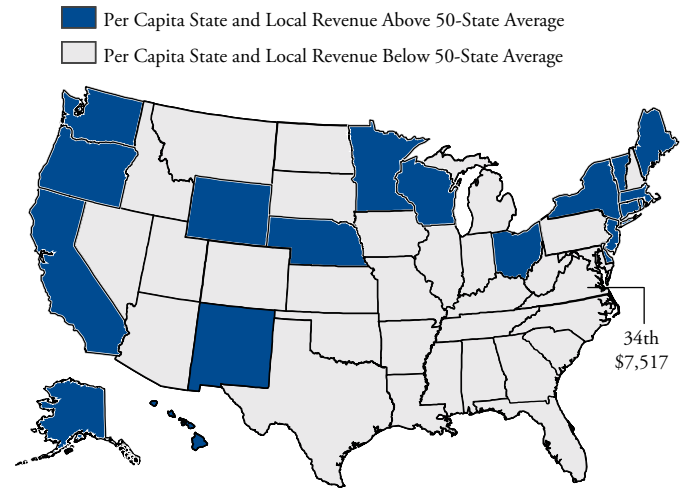 Per Capita State and Local Revenue Above 50-State Average
Per Capita State and Local Revenue Below 50-State Average
34th
$7,517